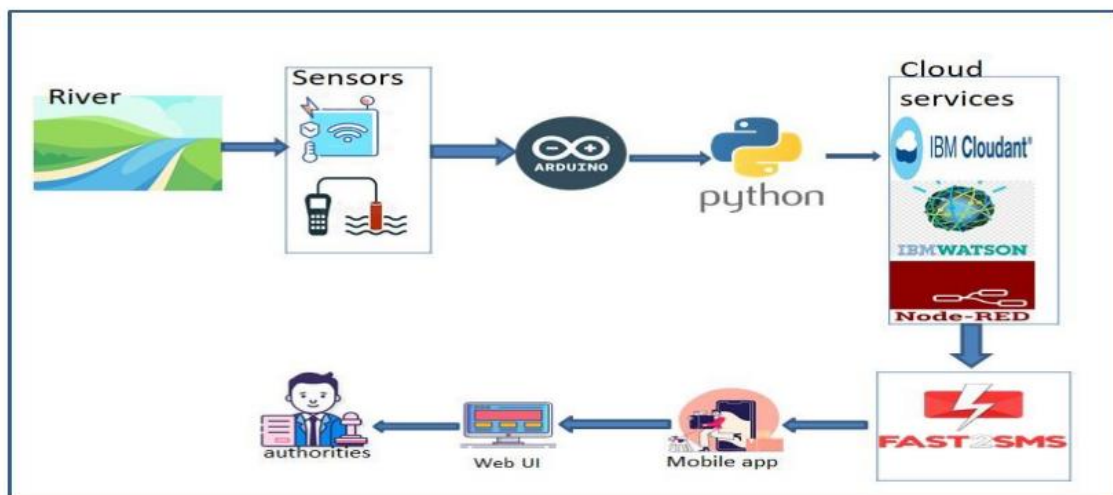 River
Sensors
ARDUINO
python
Cloud
services
IBM Cloudant®
IBMWATSON
Node-RED
FAST2SMS
Mobile app
Web UI
authorities